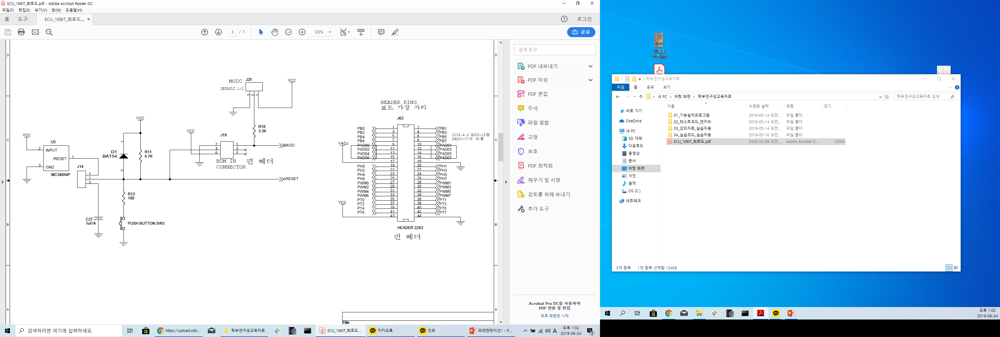 ECU_16BIT_회로도.pdf - Adobe Acrobat Reader DC
파일(F) 편집(E) 보기(V) 창(W) 도움말(H)
홈 도구 ECU_16BIT_회로도.... × 로그인
3 / 7 123% 공유
D
C
B
A
MODC J25 VCC
DEFAULT 1-2
3 2 1
R18
3.3K
VCC
U5
2 INPUT
/RESET 1
3 GND
MC34064P
J14
1
2
3
VCC
1
D1
BAT54
3
R11
4.7K
VCC
J19
2 1
4 3
6 5
BKGD
BDM IN 핀 헤더
CONNECTOR
nRESET
R13
100
C27
1uF/A
PUSH BUTTON SW3
HEADER RING
보드 가장 자리
J62
PB0 1 2 PB1
PB2 3 4 PB3
PB4 5 6 PB5
PB6 7 8 PB7
VADJ
PAD00 9 10 PAD01
PAD02 11 12 PAD03
PAD04 13 14 PAD05
PAD06 15 16 PAD07
17 18
PH0 19 20 PH1
PH2 21 22 PH3
PH4 23 24 PH5
PH6 25 26 PH7
PWM0 27 28 PWM1
PWM2 29 30 PWM3
PWM4 31 32 PWM5
PWM6 33 34 PWM7
PT0 35 36 PT1
VCC
PT2 37 38 PT3
PT4 39 40 PT5
PT6 41 42 PT7
43 44
2006.4.8 AD08~15를
PAD00~07로 수정
HEADER 22X2
핀 헤더
Title
D
C
B
A
검색 도구
PDF 내보내기
PDF 작성
PDF 편집
주석
파일 결합
교정
보호
PDF 최적화
채우기 및 서명
검토를 위해 보내기
추가 도구
Acrobat Pro DC를 사용하여
PDF 변환 및 편집
무료 체험판 시작
검색하려면 여기에 입력하세요.
https://upload.wiki...
학부연구생교육자료
ECU_16BIT_회로도....
카카오톡
민희
프레젠테이션1 - P...
A
오후 1:02
2019-06-24
3
신분증
사본.jpg
학부연구생교육자료
파일 홈 공유 보기
내 PC › 바탕 화면 › 학부연구생교육자료
학부연구생교육자료 검색
이름 수정한 날짜 유형 크기
01_기본설치프로그램 2019-05-14 오전... 파일 폴더
02_테스트코드_엔지비 2019-05-14 오전... 파일 폴더
03_강의자료_실습자용 2019-05-14 오전... 파일 폴더
04_실습코드_실습자용 2019-05-16 오전... 파일 폴더
ECU_16BIT_회로도.pdf 2006-04-08 오전... Adobe Acrobat D... 125KB
바로 가기
OneDrive
내 PC
3D 개체
다운로드
동영상
문서
바탕 화면
사진
음악
OS (C:)
네트워크
5개 항목 1개 항목 선택함 124KB
오후 1:02
2019-06-24